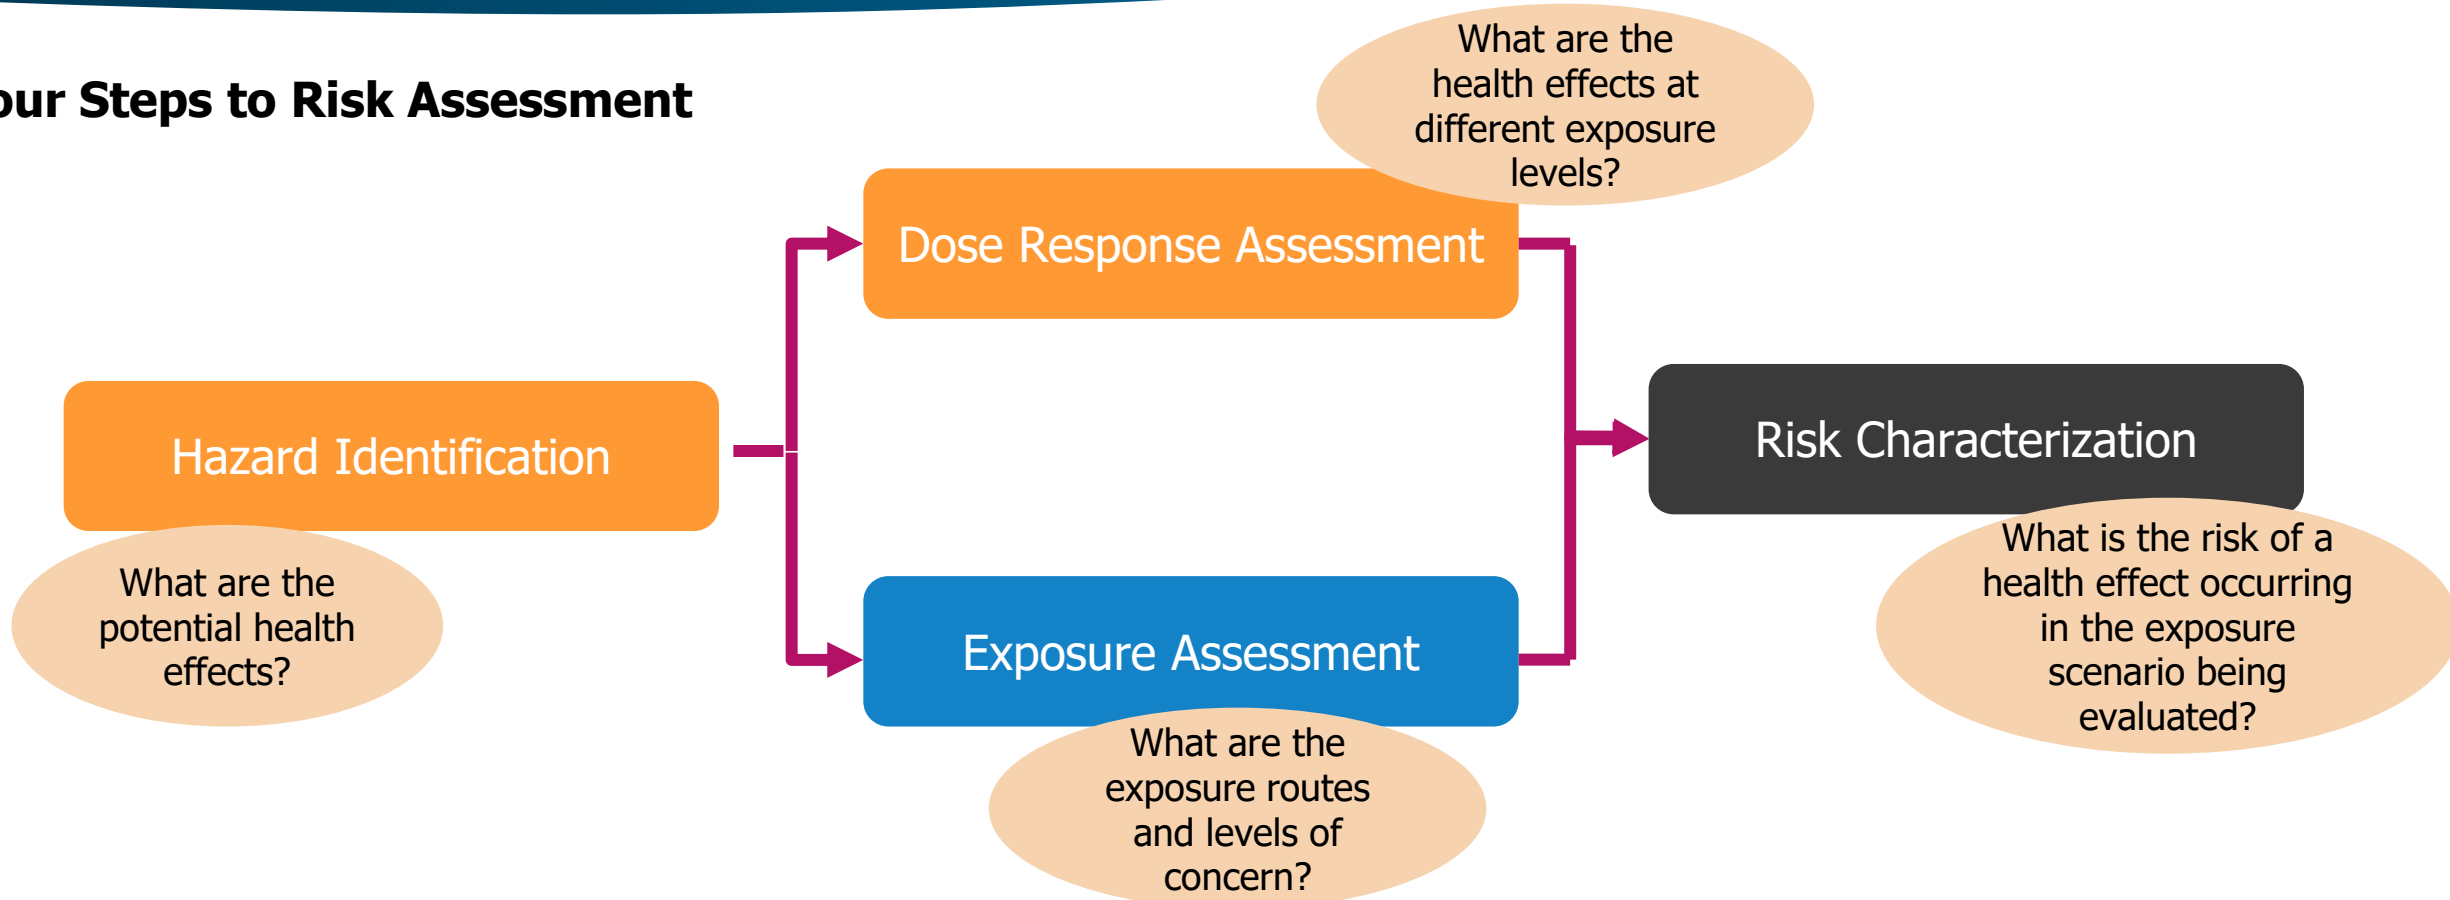 our Steps to Risk Assessment
What are the
health effects at
different exposure
levels?
Dose Response Assessment
Hazard Identification
What are the
potential health
effects?
Risk Characterization
What is the risk of a
health effect occurring
in the exposure
scenario being
evaluated?
Exposure Assessment
What are the
exposure routes
and levels of
concern?